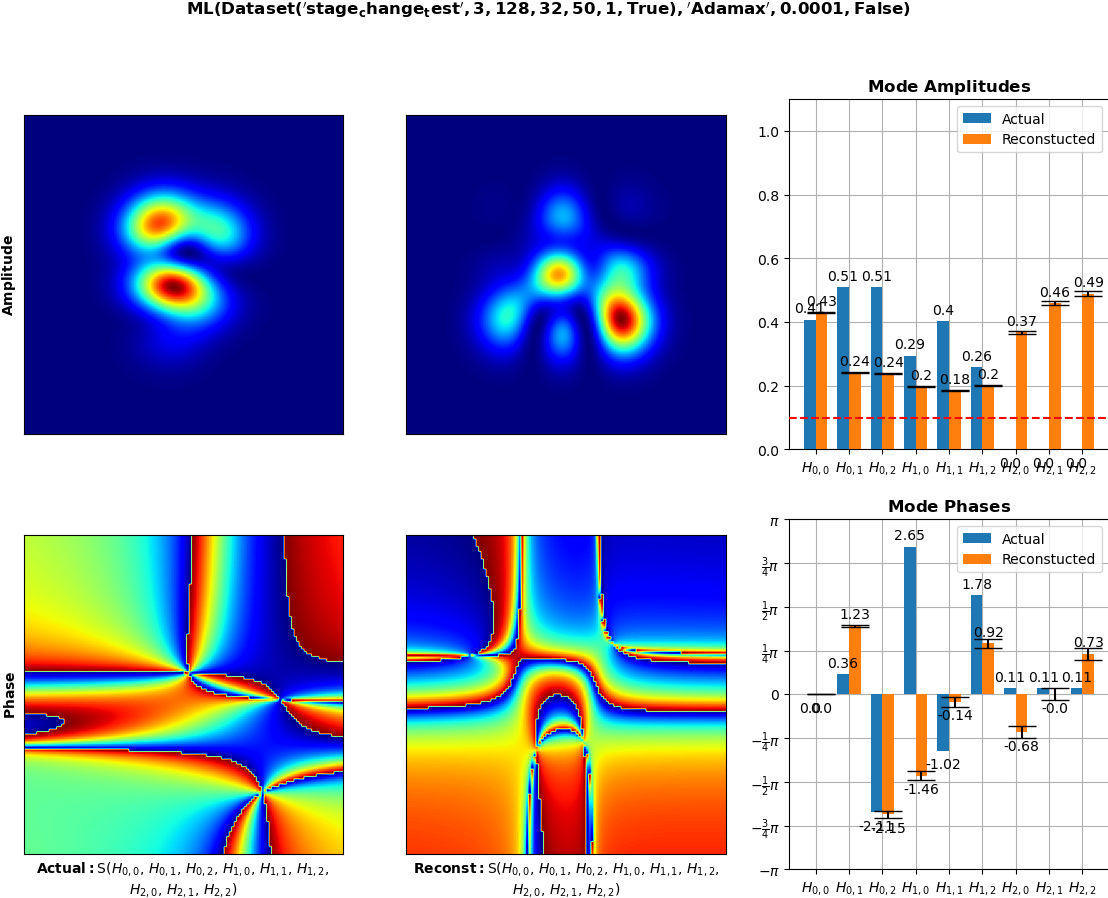 ML(Dataset('stage_change_test', 3, 128, 32, 50, 1, True), 'Adamax', 0.0001, False)
Amplitude
Mode Amplitudes
Actual
Reconstucted
1.0
0.8
0.6
0.4
0.2
0.0
0.41 0.43 0.51 0.24 0.51 0.24 0.29 0.2 0.4 0.18 0.26 0.2 0.37 0.46 0.49
0.0 0.0 0.0
H0,0 H0,1 H0,2 H1,0 H1,1 H1,2 H2,0 H2,1 H2,2
Phase
Mode Phases
Actual
Reconstucted
π
3/4π
1/2π
1/4π
0
−1/4π
−1/2π
−3/4π
−π
0.0 0.0 0.36 1.23 -2.11 -2.15 2.65 -1.46 -1.02 -0.14 1.78 0.92 0.11 -0.68 0.11 -0.0 0.11 0.73
H0,0 H0,1 H0,2 H1,0 H1,1 H1,2 H2,0 H2,1 H2,2
Actual: S(H0,0, H0,1, H0,2, H1,0, H1,1, H1,2,
H2,0, H2,1, H2,2)
Reconst: S(H0,0, H0,1, H0,2, H1,0, H1,1, H1,2,
H2,0, H2,1, H2,2)